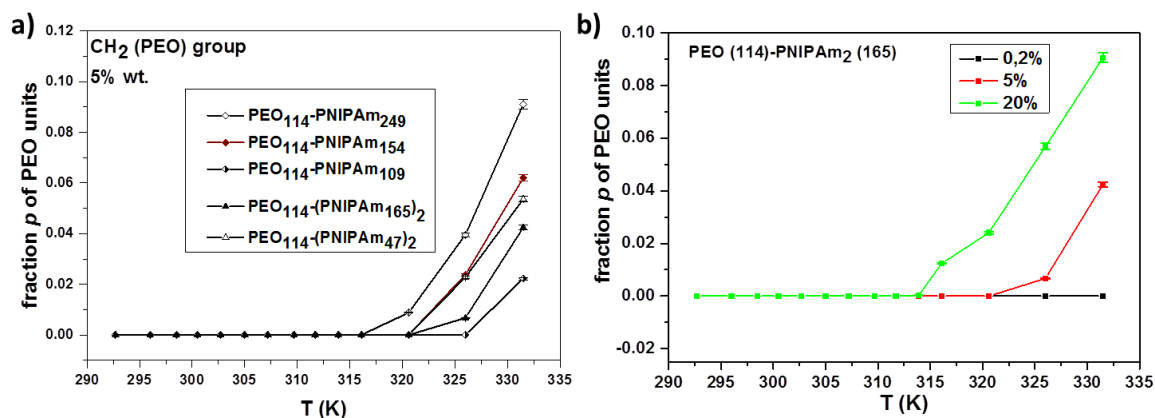 a)
fraction p of PEO units
0.12
0.10
0.08
0.06
0.04
0.02
0.00
CH2 (PEO) group
5% wt.
PEO114-PNIPAm249
PEO114-PNIPAm154
PEO114-PNIPAm109
PEO114-(PNIPAm165)2
PEO114-(PNIPAm47)2
290 295 300 305 310 315 320 325 330 335
T (K)
b)
fraction p of PEO units
0.10
0.08
0.06
0.04
0.02
0.00
-0.02
PEO (114)-PNIPAm2 (165)
0,2%
5%
20%
290 295 300 305 310 315 320 325 330 335
T (K)